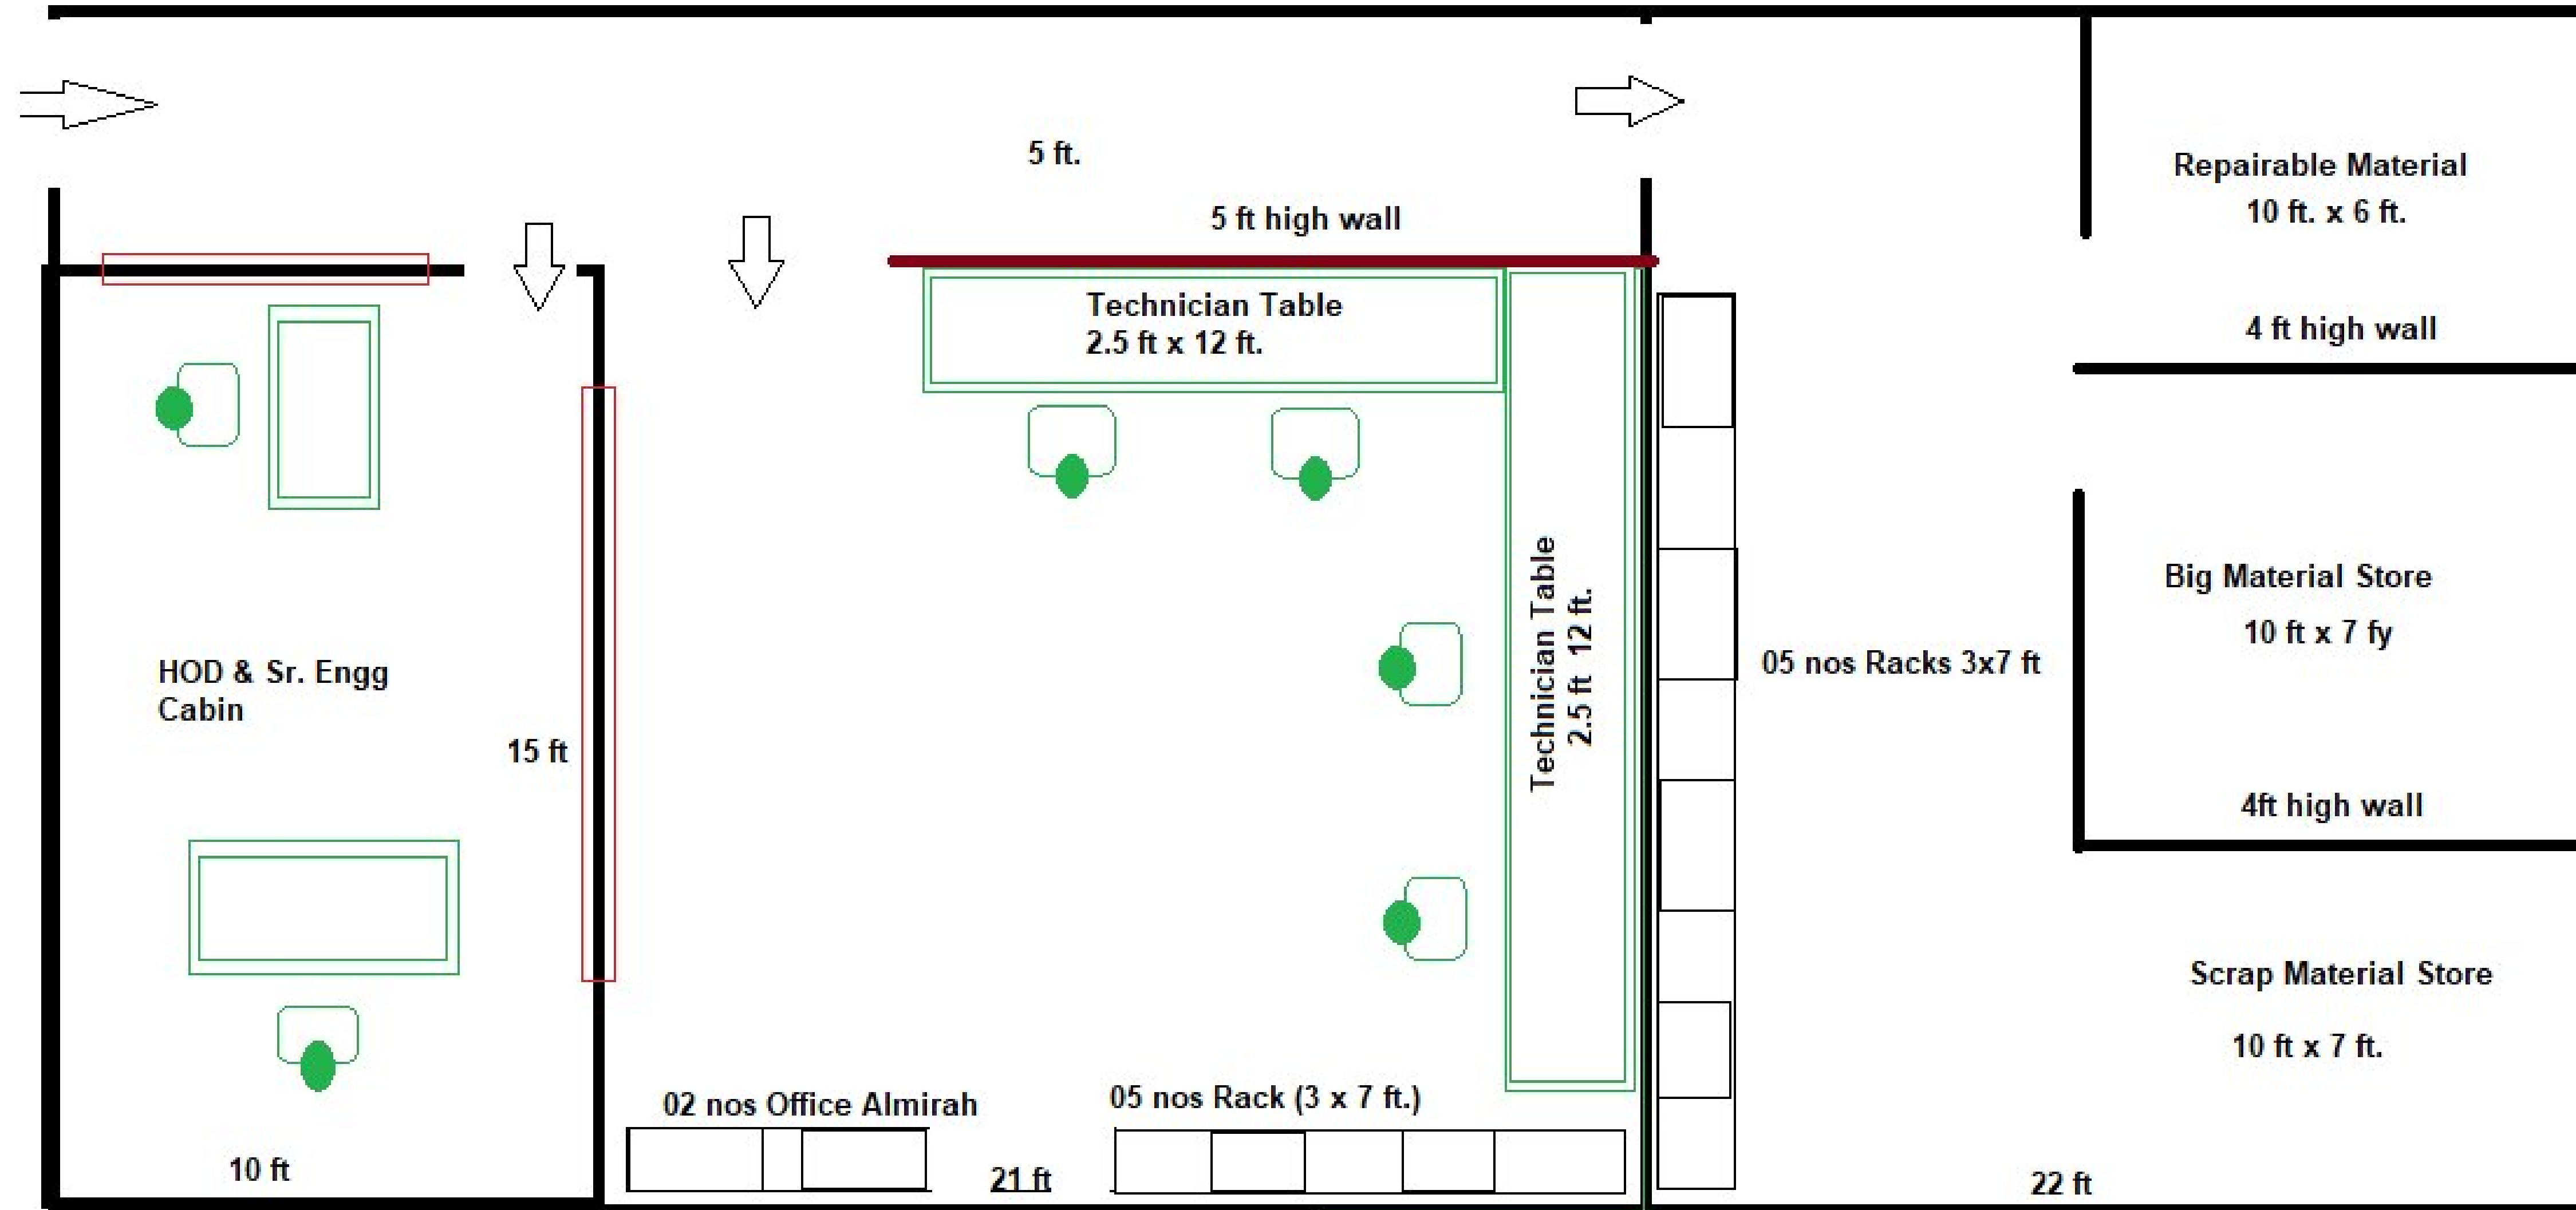 5 ft.
5 ft high wall
Repairable Material
10 ft. x 6 ft.
Technician Table
2.5 ft x 12 ft.
4 ft high wall
Technician Table
2.5 ft  12 ft.
Big Material Store
10 ft x 7 fy
HOD & Sr. Engg
Cabin
05 nos Racks 3x7 ft
15 ft
4ft high wall
Scrap Material Store
10 ft x 7 ft.
02 nos Office Almirah
05 nos Rack (3 x 7 ft.)
10 ft
21 ft
22 ft